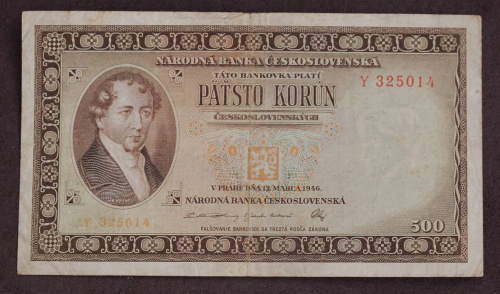 NÁRODNÁ BANKA ČESKOSLOVENSKÁ
TÁTO BANKOVKA PLATÍ
Y 325014
PÄŤSTO KORÚN
ČESKOSLOVENSKÝCH
V PRAHE DŇA 12. MARCA 1946.
NÁRODNÁ BANKA ČESKOSLOVENSKÁ
Y 325014
500
FALŠOVANIE BANKOVIEK SA TRESTÁ PODĽA ZÁKONA